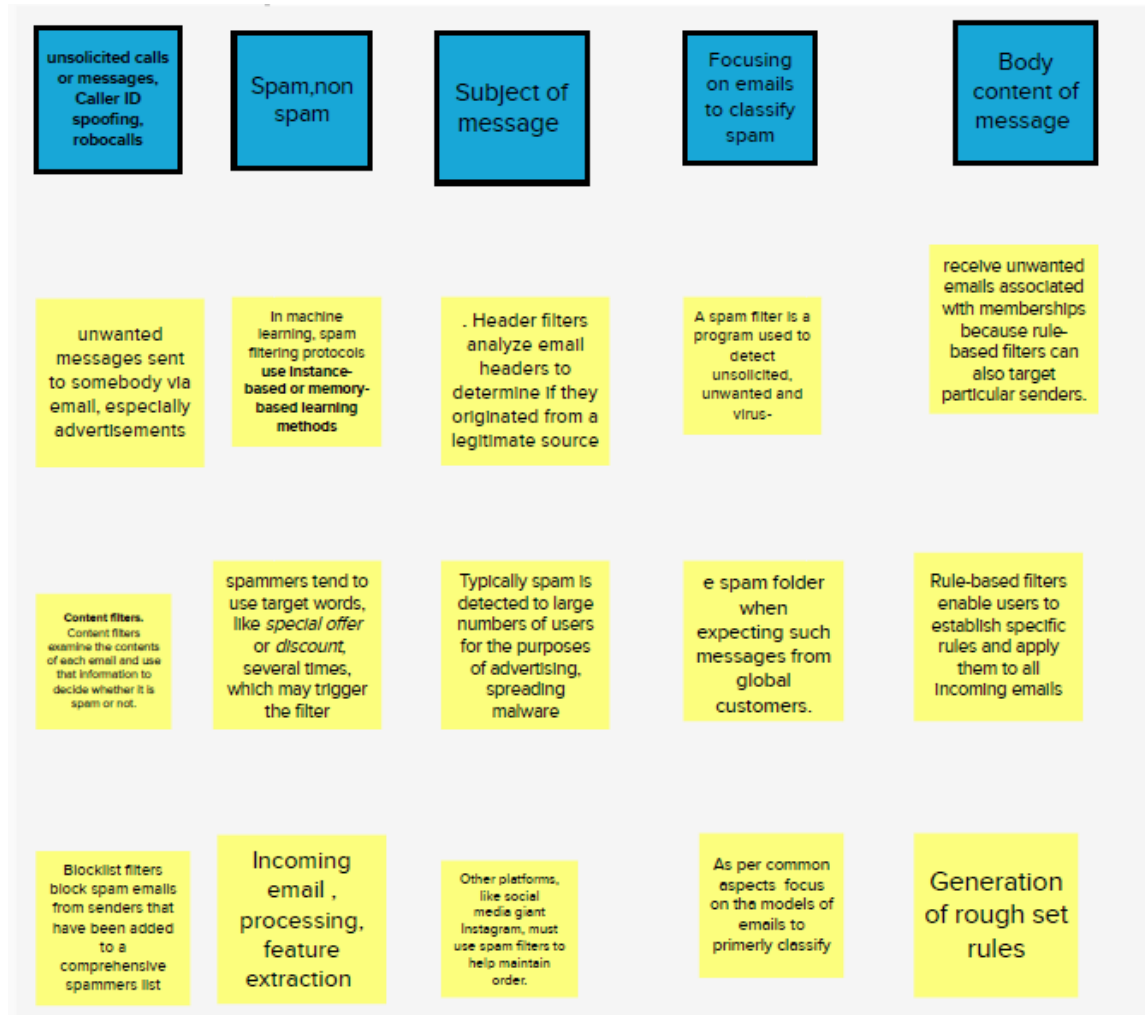 unsolicited calls
or messages,
Caller ID
spoofing,
robocalls
Spam,non
spam
Subject of
message
Focusing
on emails
to classify
spam
Body
content of
message
unwanted
messages sent
to somebody via
email, especially
advertisements
In machine
learning, spam
filtering protocols
use instance-
based or memory-
based learning
methods
. Header filters
analyze email
headers to
determine if they
originated from a
legitimate source
A spam filter is a
program used to
detect
unsolicited,
unwanted and
virus-
receive unwanted
emails associated
with memberships
because rule-
based filters can
also target
particular senders.
Content filters.
Content filters
examine the contents
of each email and use
that information to
decide whether it is
spam or not.
spammers tend to
use target words,
like special offer
or discount,
several times,
which may trigger
the filter
Typically spam is
detected to large
numbers of users
for the purposes
of advertising,
spreading
malware
e spam folder
when
expecting such
messages from
global
customers.
Rule-based filters
enable users to
establish specific
rules and apply
them to all
incoming emails
Blocklist filters
block spam emails
from senders that
have been added
to a
comprehensive
spammers list
Incoming
email ,
processing,
feature
extraction
Other platforms,
like social
media giant
Instagram, must
use spam filters to
help maintain
order.
As per common
aspects focus
on tha models of
emails to
primerly classify
Generation
of rough set
rules